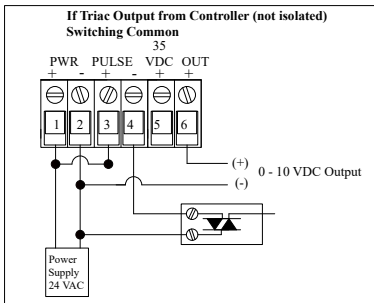 If Triac Output from Controller (not isolated)
Switching Common
35
PWR PULSE VDC OUT
+ - + - + +
1 2 3 4 5 6
(+)
0 - 10 VDC Output
(-)
Power
Supply
24 VAC